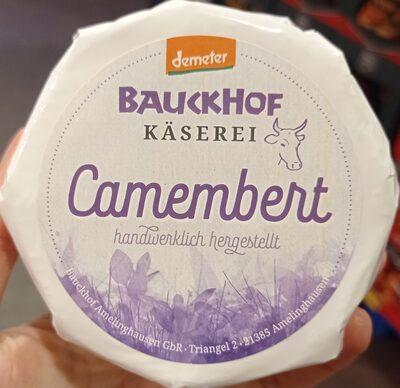 demeter
BAUCKHOF
KÄSEREI
Camembert
handwerklich hergestellt
Bauckhof Amelinghausen GbR · Triangel 2 · 21385 Amelinghausen